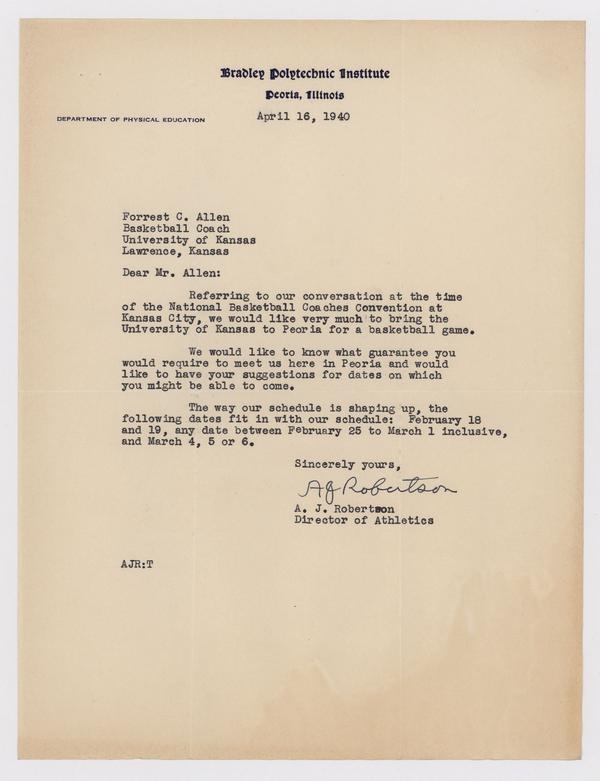 Bradley Polytechnic Institute
Peoria, Illinois
DEPARTMENT OF PHYSICAL EDUCATION
April 16, 1940
Forrest C. Allen
Basketball Coach
University of Kansas
Lawrence, Kansas
Dear Mr. Allen:
Referring to our conversation at the time
of the National Basketball Coaches Convention at
Kansas City, we would like very much to bring the
University of Kansas to Peoria for a basketball game.
We would like to know what guarantee you
would require to meet us here in Peoria and would
like to have your suggestions for dates on which
you might be able to come.
The way our schedule is shaping up, the
following dates fit in with our schedule: February 18
and 19, any date between February 25 to March 1 inclusive,
and March 4, 5 or 6.
Sincerely yours,
AJ Robertson
A. J. Robertson
Director of Athletics
AJR:T